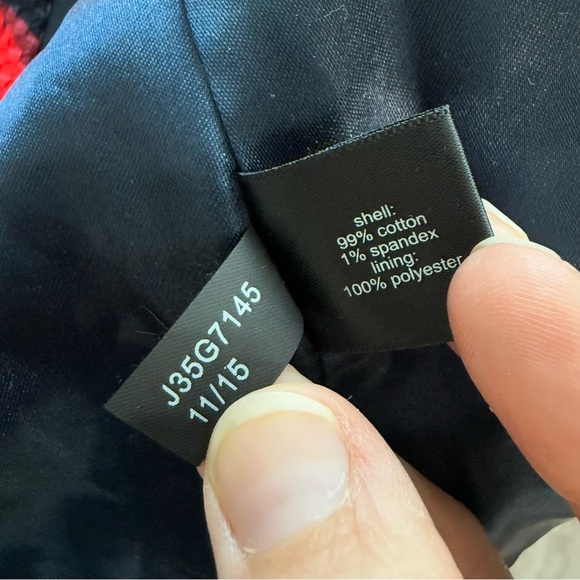 shell:
99% cotton
1% spandex
lining:
100% polyester
J35G7145
11/15